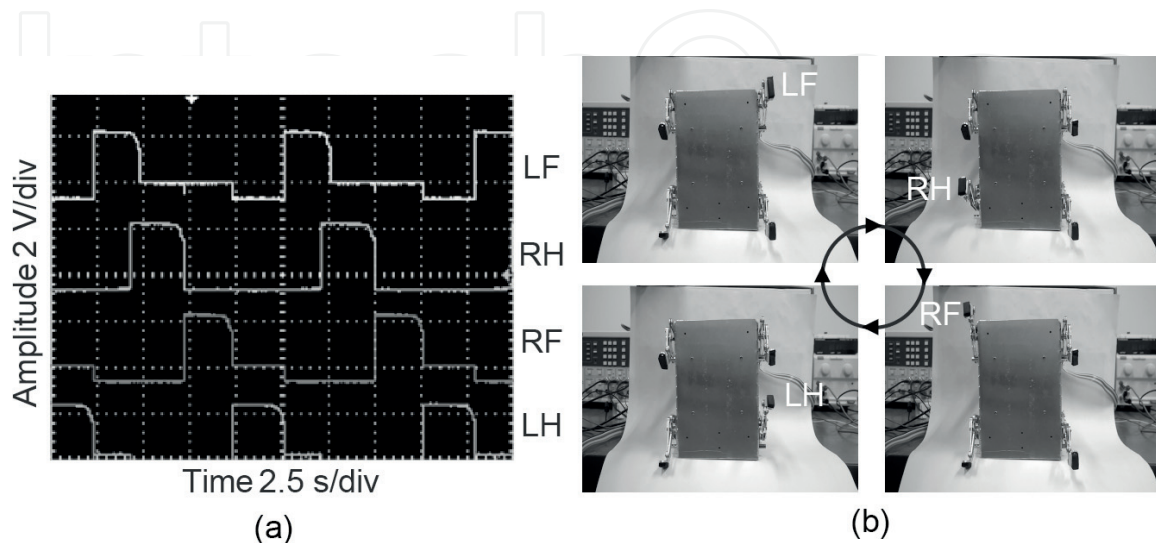 LF
RH
RF
LH
Amplitude 2 V/div
Time 2.5 s/div
(a)
LF
RH
RF
LH
(b)